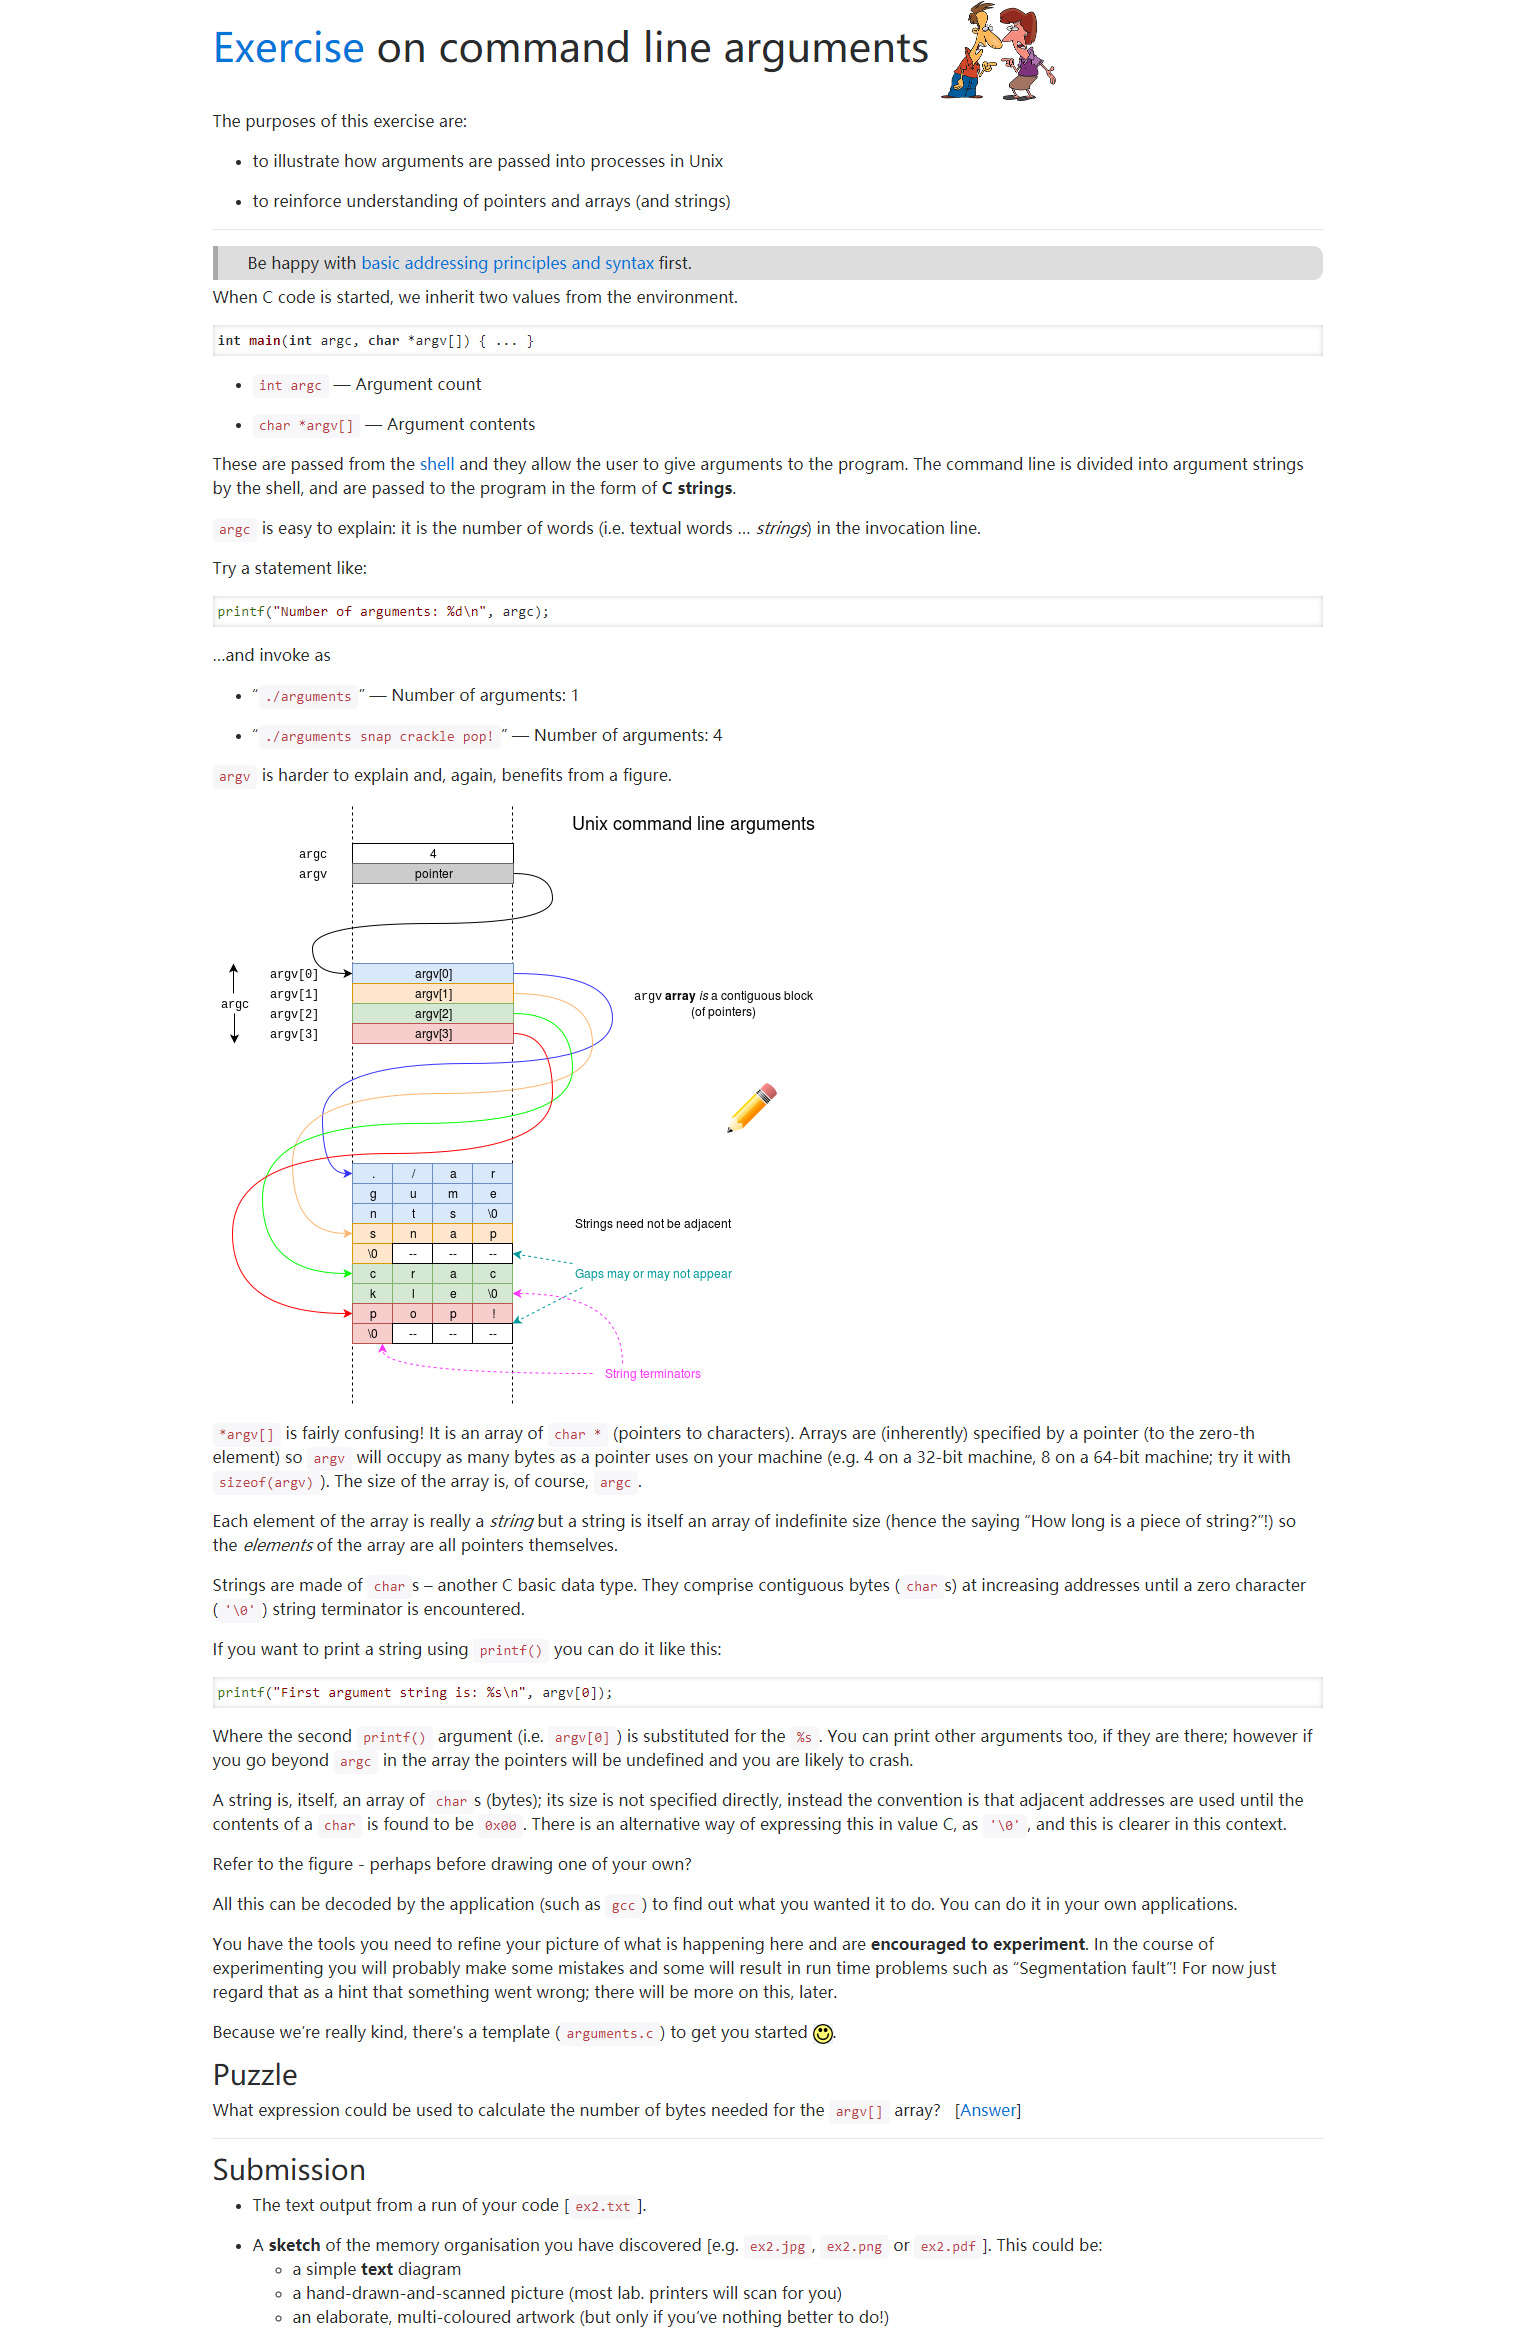 Exercise on command line arguments
The purposes of this exercise are:
• to illustrate how arguments are passed into processes in Unix
• to reinforce understanding of pointers and arrays (and strings)
Be happy with basic addressing principles and syntax first.
When C code is started, we inherit two values from the environment.
int main(int argc, char *argv[]) { ... }
• int argc — Argument count
• char *argv[] — Argument contents
These are passed from the shell and they allow the user to give arguments to the program. The command line is divided into argument strings
by the shell, and are passed to the program in the form of C strings.
argc is easy to explain: it is the number of words (i.e. textual words … strings) in the invocation line.
Try a statement like:
printf("Number of arguments: %d\n", argc);
…and invoke as
• “ ./arguments ” — Number of arguments: 1
• “ ./arguments snap crackle pop! ” — Number of arguments: 4
argv is harder to explain and, again, benefits from a figure.
Unix command line arguments
argc 4
argv pointer
argv[0] argv[0]
argv[1] argv[1]
argc
argv[2] argv[2]
argv[3] argv[3]
argv array is a contiguous block
(of pointers)
. / a r
g u m e
n t s \0
s n a p
\0 -- -- --
c r a c
k l e \0
p o p !
\0 -- -- --
Strings need not be adjacent
Gaps may or may not appear
String terminators
*argv[] is fairly confusing! It is an array of char * (pointers to characters). Arrays are (inherently) specified by a pointer (to the zero-th
element) so argv will occupy as many bytes as a pointer uses on your machine (e.g. 4 on a 32-bit machine, 8 on a 64-bit machine; try it with
sizeof(argv) ). The size of the array is, of course, argc .
Each element of the array is really a string but a string is itself an array of indefinite size (hence the saying “How long is a piece of string?”!) so
the elements of the array are all pointers themselves.
Strings are made of char s – another C basic data type. They comprise contiguous bytes ( char s) at increasing addresses until a zero character
( '\0' ) string terminator is encountered.
If you want to print a string using printf() you can do it like this:
printf("First argument string is: %s\n", argv[0]);
Where the second printf() argument (i.e. argv[0] ) is substituted for the %s . You can print other arguments too, if they are there; however if
you go beyond argc in the array the pointers will be undefined and you are likely to crash.
A string is, itself, an array of char s (bytes); its size is not specified directly, instead the convention is that adjacent addresses are used until the
contents of a char is found to be 0x00 . There is an alternative way of expressing this in value C, as '\0' , and this is clearer in this context.
Refer to the figure - perhaps before drawing one of your own?
All this can be decoded by the application (such as gcc ) to find out what you wanted it to do. You can do it in your own applications.
You have the tools you need to refine your picture of what is happening here and are encouraged to experiment. In the course of
experimenting you will probably make some mistakes and some will result in run time problems such as “Segmentation fault”! For now just
regard that as a hint that something went wrong; there will be more on this, later.
Because we’re really kind, there’s a template ( arguments.c ) to get you started .
Puzzle
What expression could be used to calculate the number of bytes needed for the argv[] array? [Answer]
Submission
• The text output from a run of your code [ ex2.txt ].
• A sketch of the memory organisation you have discovered [e.g. ex2.jpg , ex2.png or ex2.pdf ]. This could be:
◦ a simple text diagram
◦ a hand-drawn-and-scanned picture (most lab. printers will scan for you)
◦ an elaborate, multi-coloured artwork (but only if you’ve nothing better to do!)